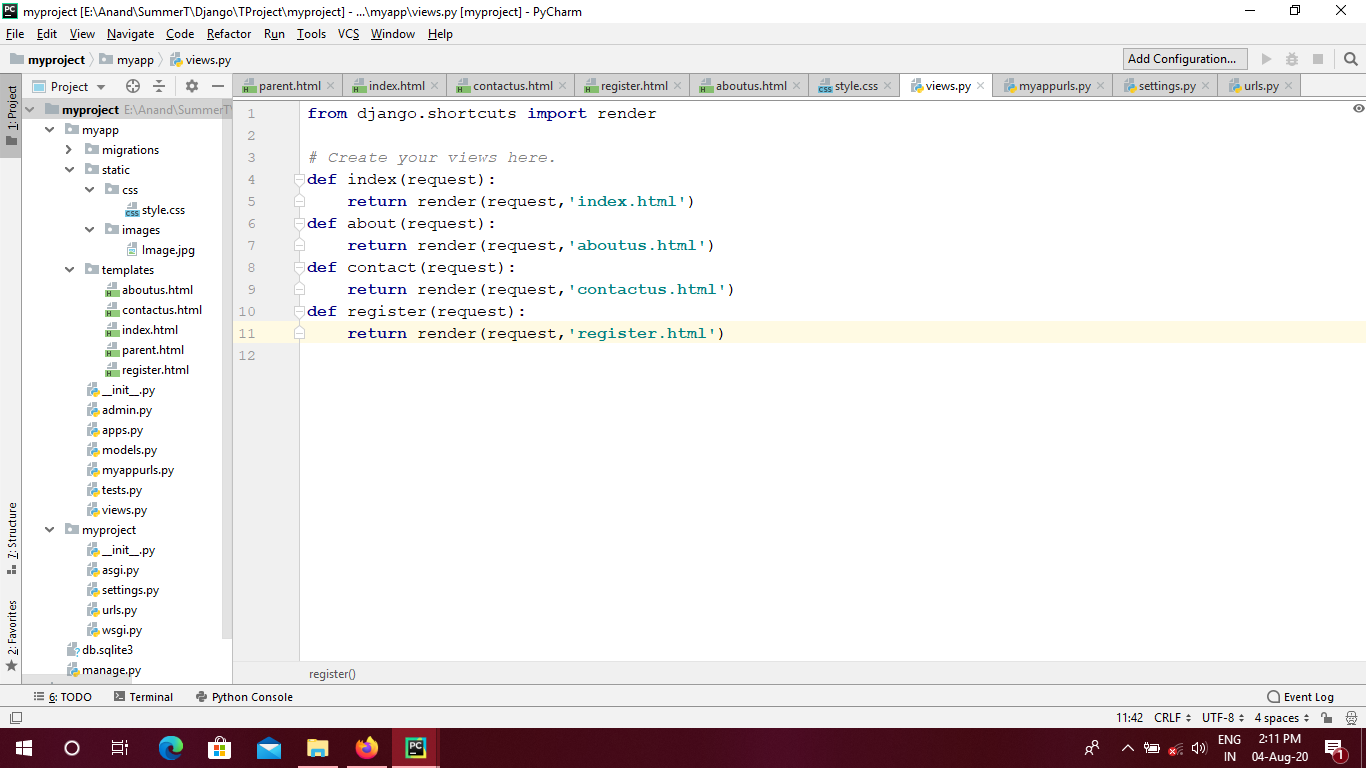 myproject [E:\Anand\SummerT\Django\TProject\myproject] - ...\myapp\views.py [myproject] - PyCharm
File Edit View Navigate Code Refactor Run Tools VCS Window Help
myproject myapp views.py Add Configuration...
Project
parent.html index.html contactus.html register.html aboutus.html style.css views.py myappurls.py settings.py urls.py
1: Project
7: Structure
2: Favorites
myproject E:\Anand\SummerT
myapp
migrations
static
css
style.css
images
Image.jpg
templates
aboutus.html
contactus.html
index.html
parent.html
register.html
__init__.py
admin.py
apps.py
models.py
myappurls.py
tests.py
views.py
myproject
__init__.py
asgi.py
settings.py
urls.py
wsgi.py
db.sqlite3
manage.py
1 from django.shortcuts import render
2
3 # Create your views here.
4 def index(request):
5 return render(request,'index.html')
6 def about(request):
7 return render(request,'aboutus.html')
8 def contact(request):
9 return render(request,'contactus.html')
10 def register(request):
11 return render(request,'register.html')
12
register()
6: TODO Terminal Python Console Event Log
11:42 CRLF UTF-8 4 spaces
ENG 2:11 PM
IN 04-Aug-20
1